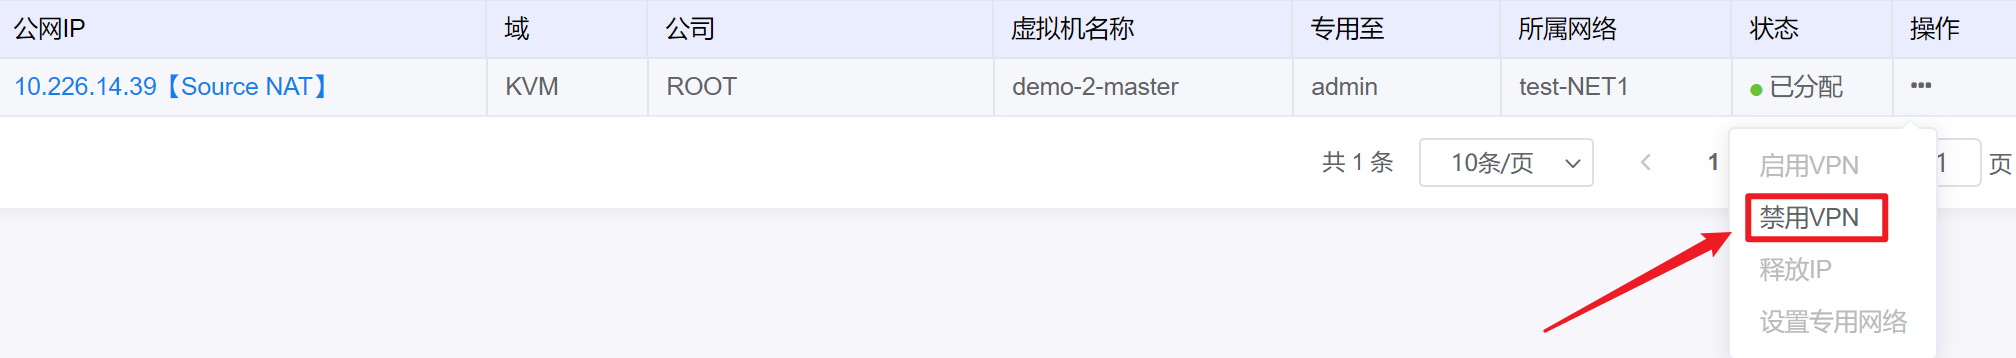 公网IP 域 公司 虚拟机名称 专用至 所属网络 状态 操作
10.226.14.39【Source NAT】 KVM ROOT demo-2-master admin test-NET1 已分配 •••
共 1 条 10条/页 1 1 页
启用VPN
禁用VPN
释放IP
设置专用网络